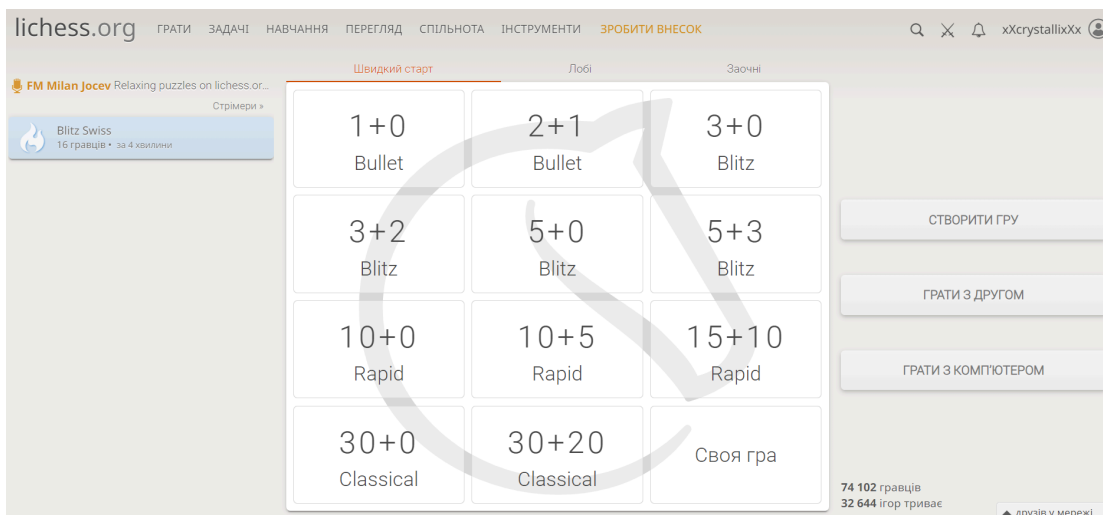 lichess.org ГРАТИ ЗАДАЧІ НАВЧАННЯ ПЕРЕГЛЯД СПІЛЬНОТА ІНСТРУМЕНТИ ЗРОБИТИ ВНЕСОК xXcrystallixXx
FM Milan Jocev Relaxing puzzles on lichess.or...
Стрімери »
Blitz Swiss
16 гравців • за 4 хвилини
Швидкий старт Лобі Заочні
1+0 2+1 3+0
Bullet Bullet Blitz
3+2 5+0 5+3
Blitz Blitz Blitz
10+0 10+5 15+10
Rapid Rapid Rapid
30+0 30+20 Своя гра
Classical Classical
СТВОРИТИ ГРУ
ГРАТИ З ДРУГОМ
ГРАТИ З КОМП'ЮТЕРОМ
74 102 гравців
32 644 ігор триває
друзів у мережі